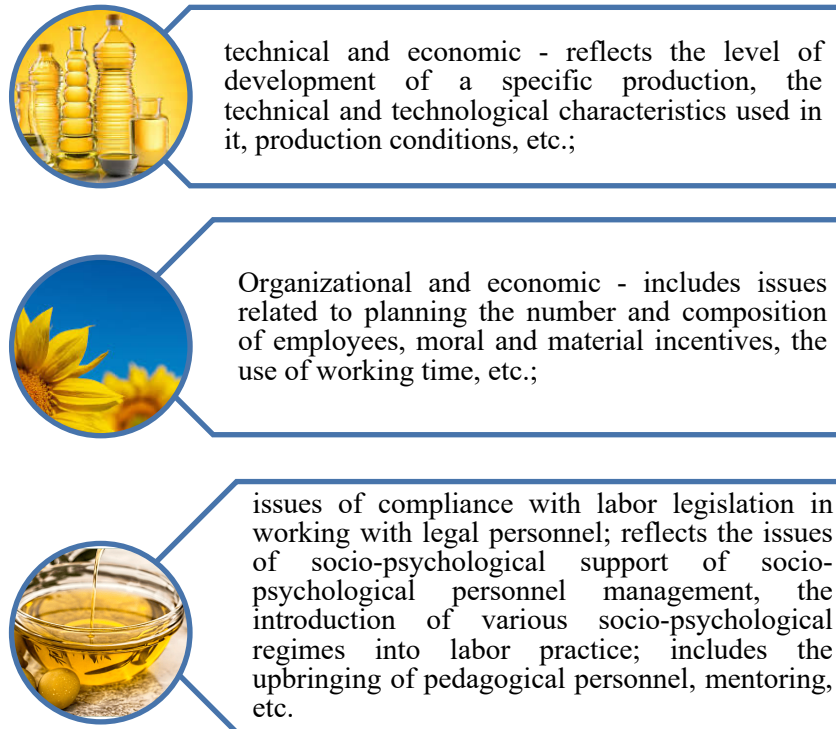 technical and economic - reflects the level of
development of a specific production, the
technical and technological characteristics used in
it, production conditions, etc.;
Organizational and economic - includes issues
related to planning the number and composition
of employees, moral and material incentives, the
use of working time, etc.;
issues of compliance with labor legislation in
working with legal personnel; reflects the issues
of socio-psychological support of socio-
psychological personnel management, the
introduction of various socio-psychological
regimes into labor practice; includes the
upbringing of pedagogical personnel, mentoring,
etc.